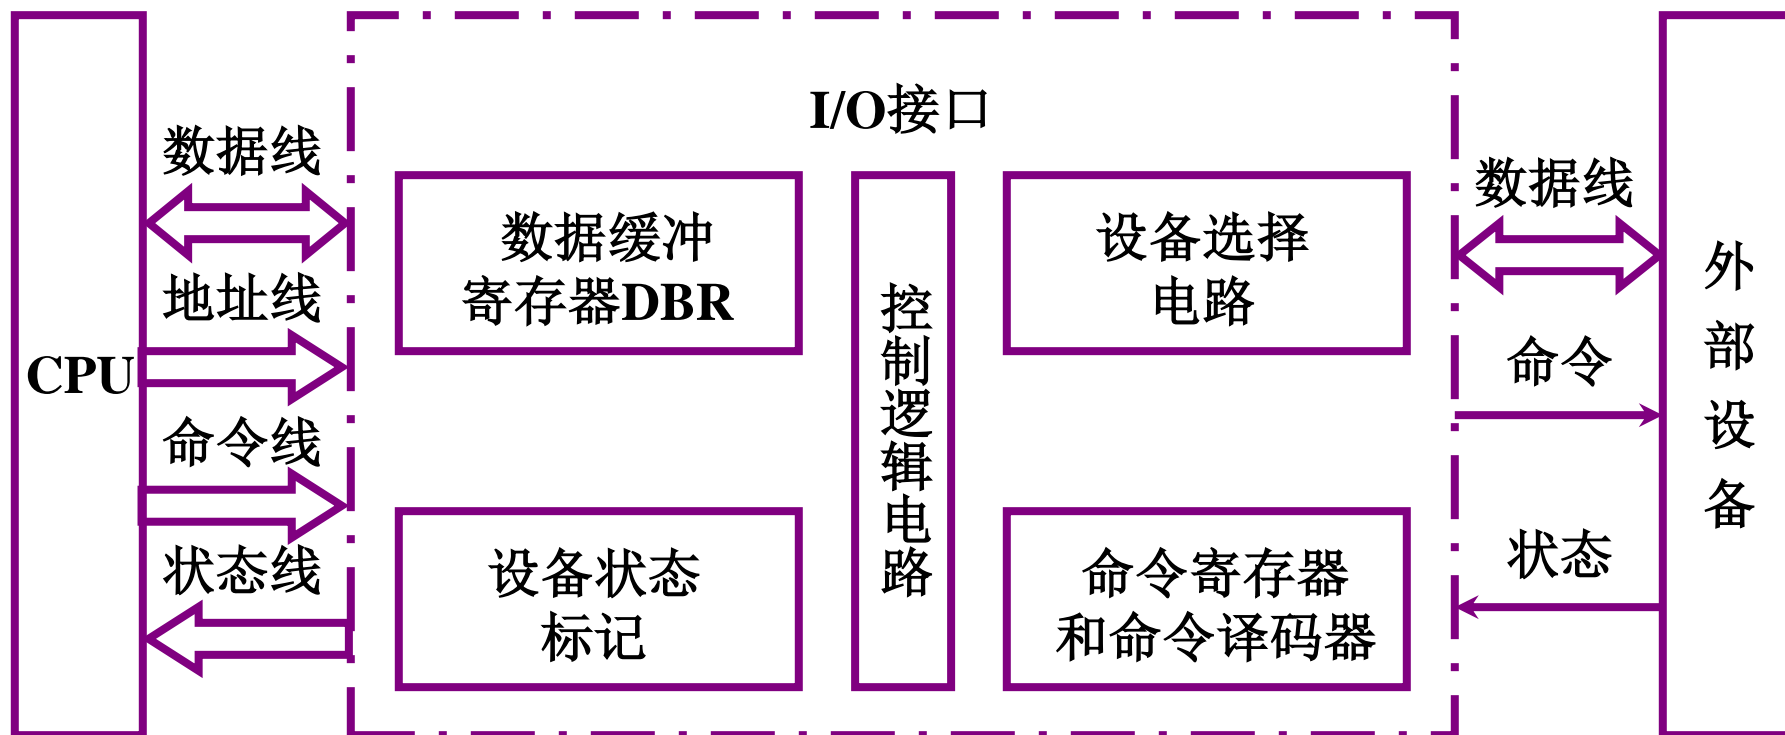 I/O接口
数据线
地址线
CPU
命令线
状态线
数据缓冲
寄存器DBR
设备状态
标记
控制逻辑电路
设备选择
电路
命令寄存器
和命令译码器
数据线
命令
状态
外部设备